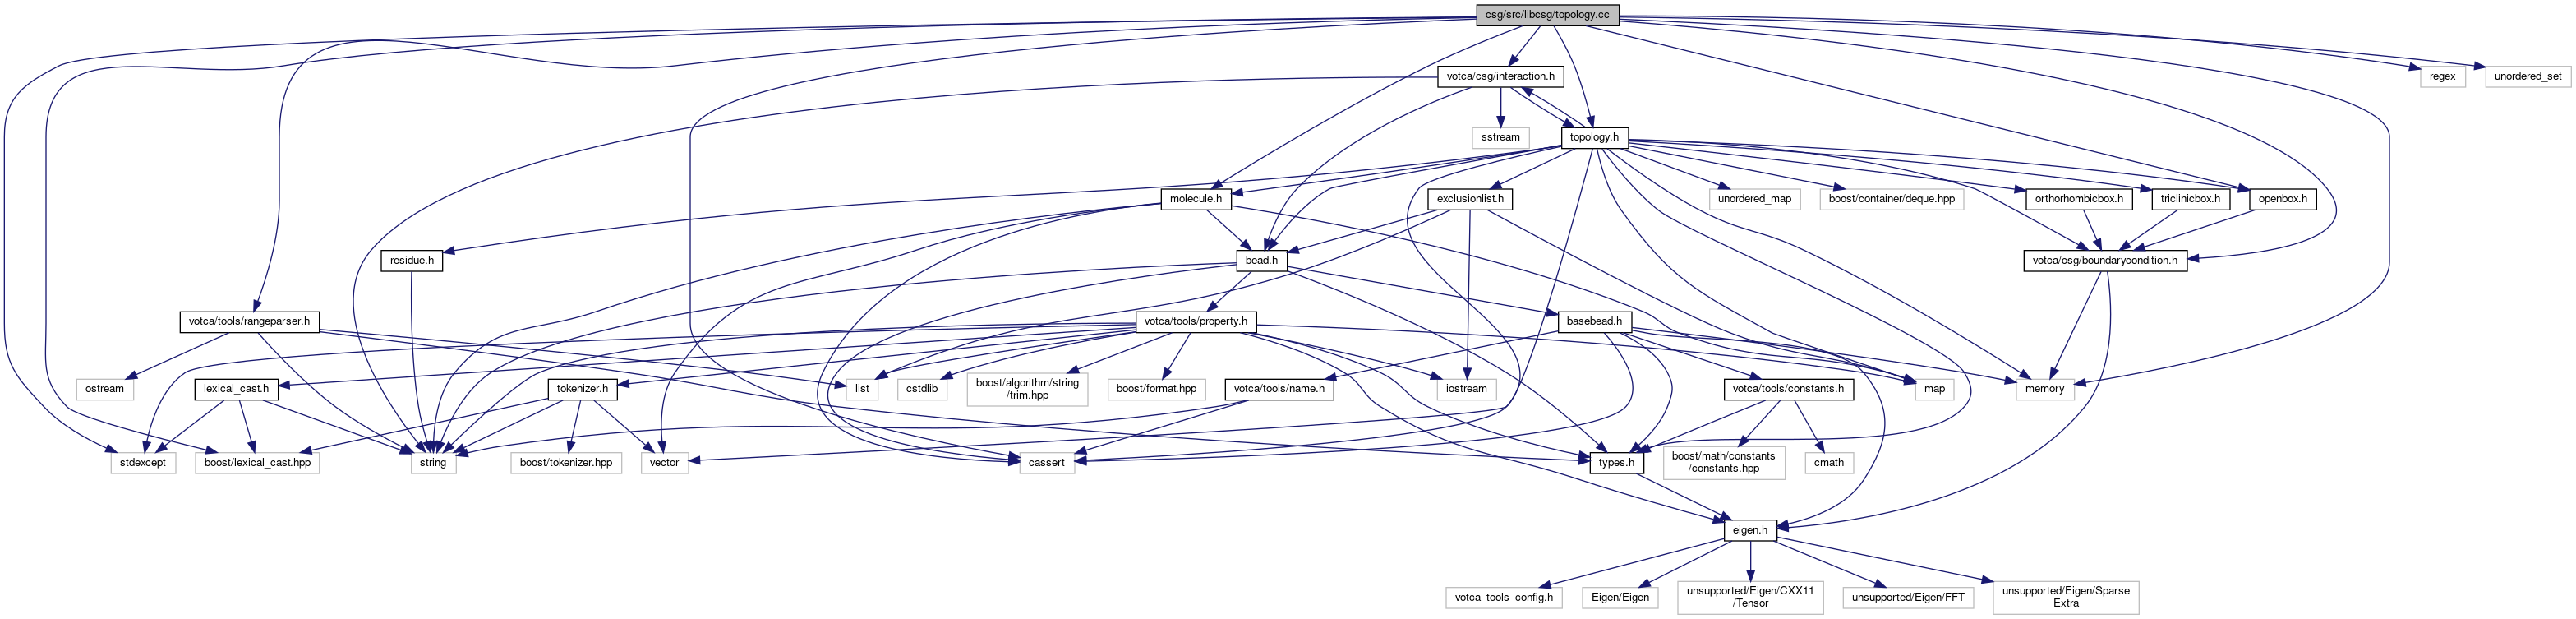 csg/src/libcsg/topology.cc
votca/csg/interaction.h
regex
unordered_set
sstream
topology.h
molecule.h
exclusionlist.h
unordered_map
boost/container/deque.hpp
orthorhombicbox.h
triclinicbox.h
openbox.h
residue.h
bead.h
votca/csg/boundarycondition.h
votca/tools/rangeparser.h
votca/tools/property.h
basebead.h
ostream
lexical_cast.h
tokenizer.h
list
cstdlib
boost/algorithm/string
/trim.hpp
boost/format.hpp
votca/tools/name.h
iostream
votca/tools/constants.h
map
memory
stdexcept
boost/lexical_cast.hpp
string
boost/tokenizer.hpp
vector
cassert
types.h
boost/math/constants
/constants.hpp
cmath
eigen.h
votca_tools_config.h
Eigen/Eigen
unsupported/Eigen/CXX11
/Tensor
unsupported/Eigen/FFT
unsupported/Eigen/Sparse
Extra